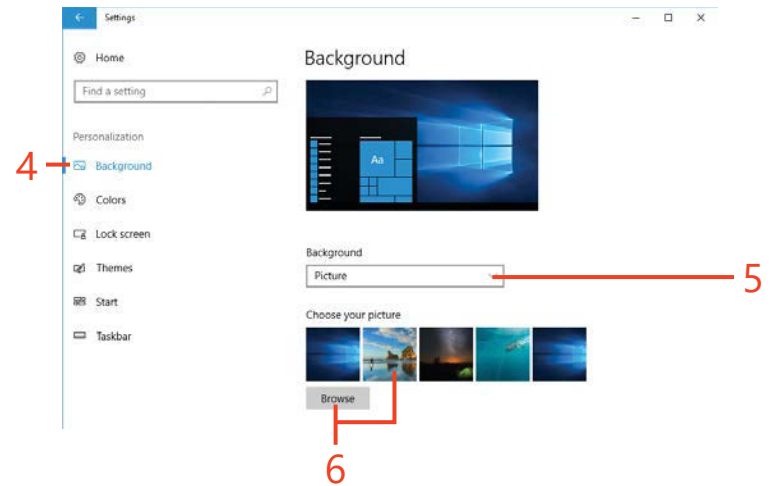 Settings
Home
Background
Find a setting
Personalization
Aa
4
Background
Colors
Lock screen
Background
Themes
Picture
5
Start
Choose your picture
Taskbar
Browse
6